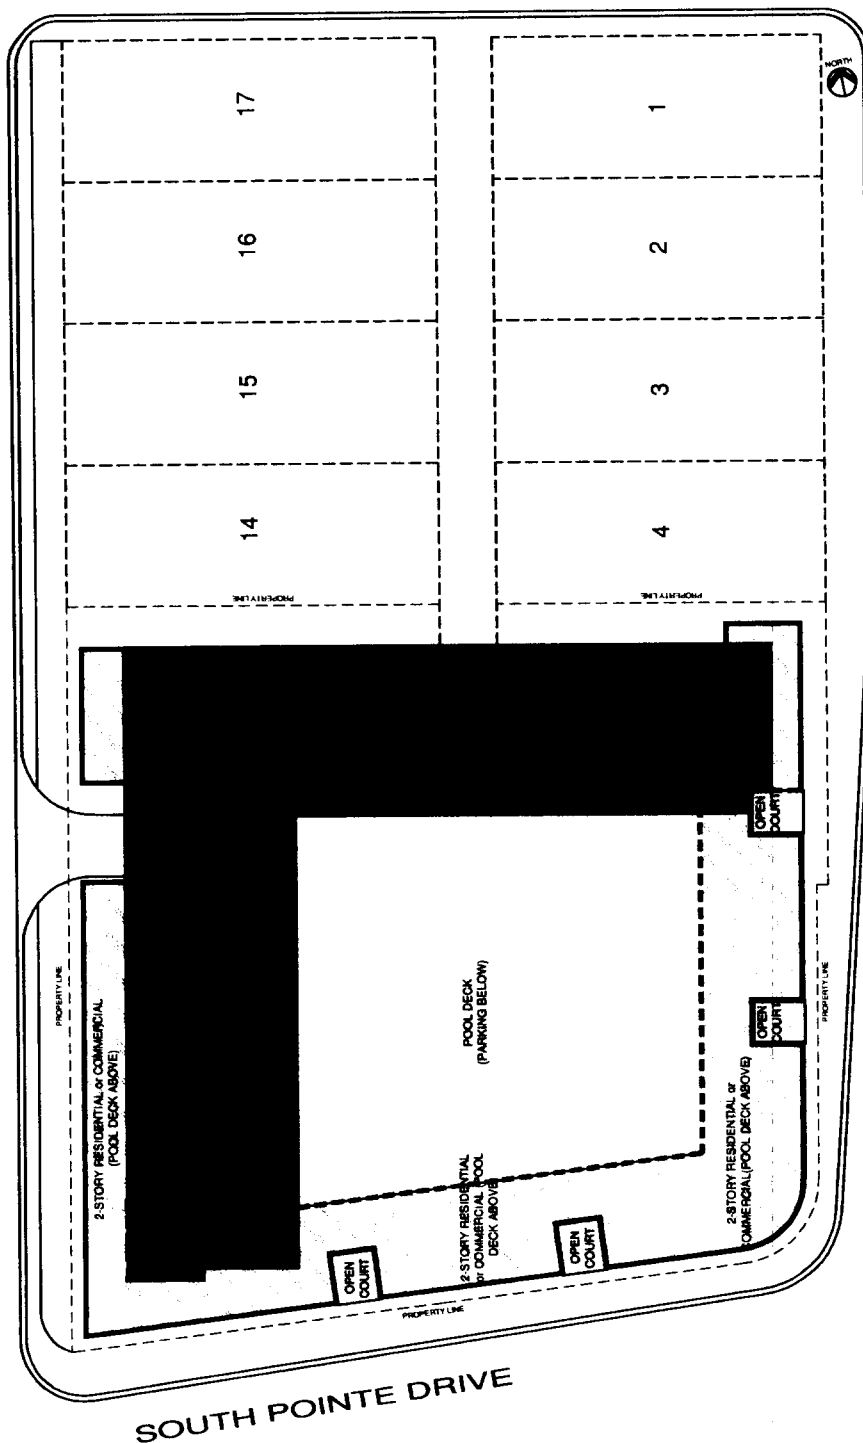 NORTH
17
1
16
2
15
3
14
4
PROPERTY LINE
PROPERTY LINE
OPEN
COURT
PROPERTY LINE
2-STORY RESIDENTIAL or COMMERCIAL
(POOL DECK ABOVE)
POOL DECK
(PARKING BELOW)
OPEN
COURT
PROPERTY LINE
2-STORY RESIDENTIAL
or COMMERCIAL (POOL
DECK ABOVE)
2-STORY RESIDENTIAL or
COMMERCIAL(POOL DECK ABOVE)
OPEN
COURT
OPEN
COURT
PROPERTY LINE
SOUTH POINTE DRIVE